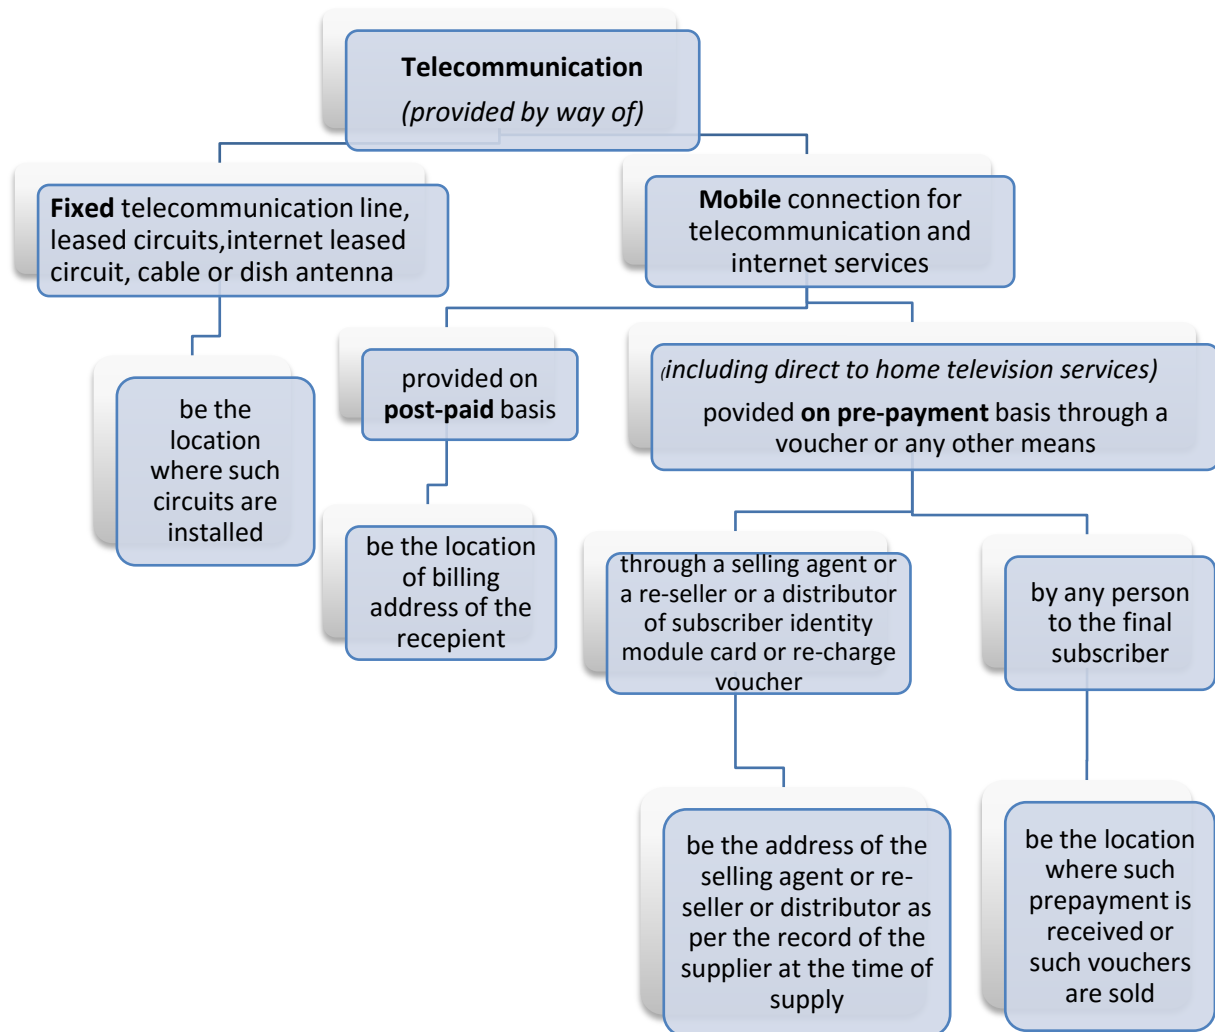 Telecommunication
(provided by way of)
Fixed telecommunication line,
leased circuits,internet leased
circuit, cable or dish antenna
Mobile connection for
telecommunication and
internet services
be the
location
where such
circuits are
installed
provided on
post-paid basis
(including direct to home television services)
povided on pre-payment basis through a
voucher or any other means
be the location
of billing
address of the
recepient
through a selling agent or
a re-seller or a distributor
of subscriber identity
module card or re-charge
voucher
by any person
to the final
subscriber
be the address of the
selling agent or re-
seller or distributor as
per the record of the
supplier at the time of
supply
be the location
where such
prepayment is
received or
such vouchers
are sold